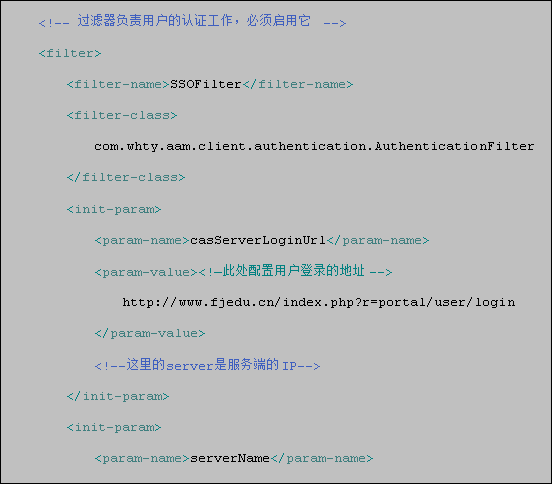 <!-- 过滤器负责用户的认证工作，必须启用它 -->
<filter>
<filter-name>SSOFilter</filter-name>
<filter-class>
com.whty.aam.client.authentication.AuthenticationFilter
</filter-class>
<init-param>
<param-name>casServerLoginUrl</param-name>
<param-value><!—此处配置用户登录的地址 -->
http://www.fjedu.cn/index.php?r=portal/user/login
</param-value>
<!--这里的server是服务端的IP-->
</init-param>
<init-param>
<param-name>serverName</param-name>